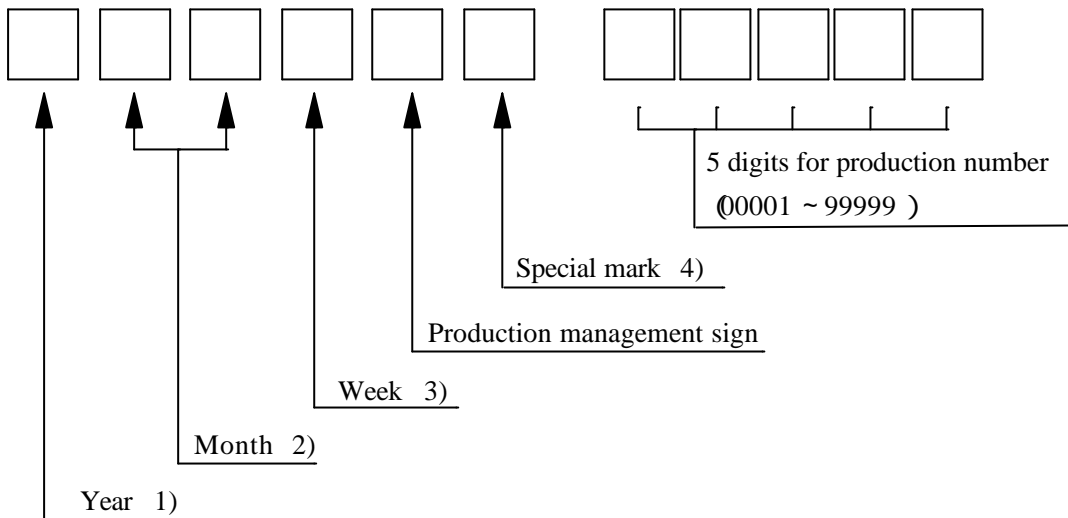 5 digits for production number
(00001 ~ 99999 )
Special mark 4)
Production management sign
Week 3)
Month 2)
Year 1)